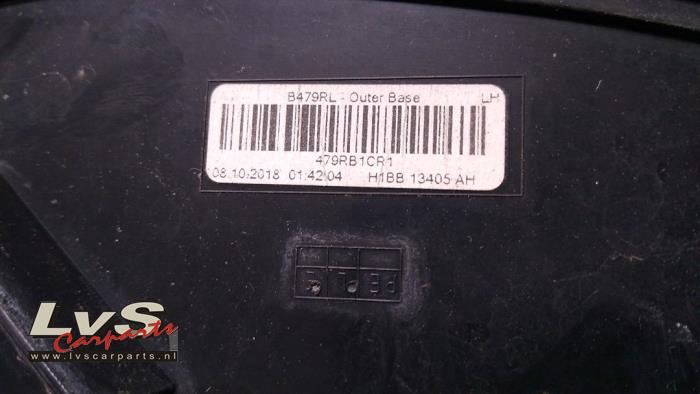 B479RL - Outer Base LH
479RB1CR1
08.10.2018 01:42:04 H1BB 13405 AH
LvS
Carparts
www.lvscarparts.nl